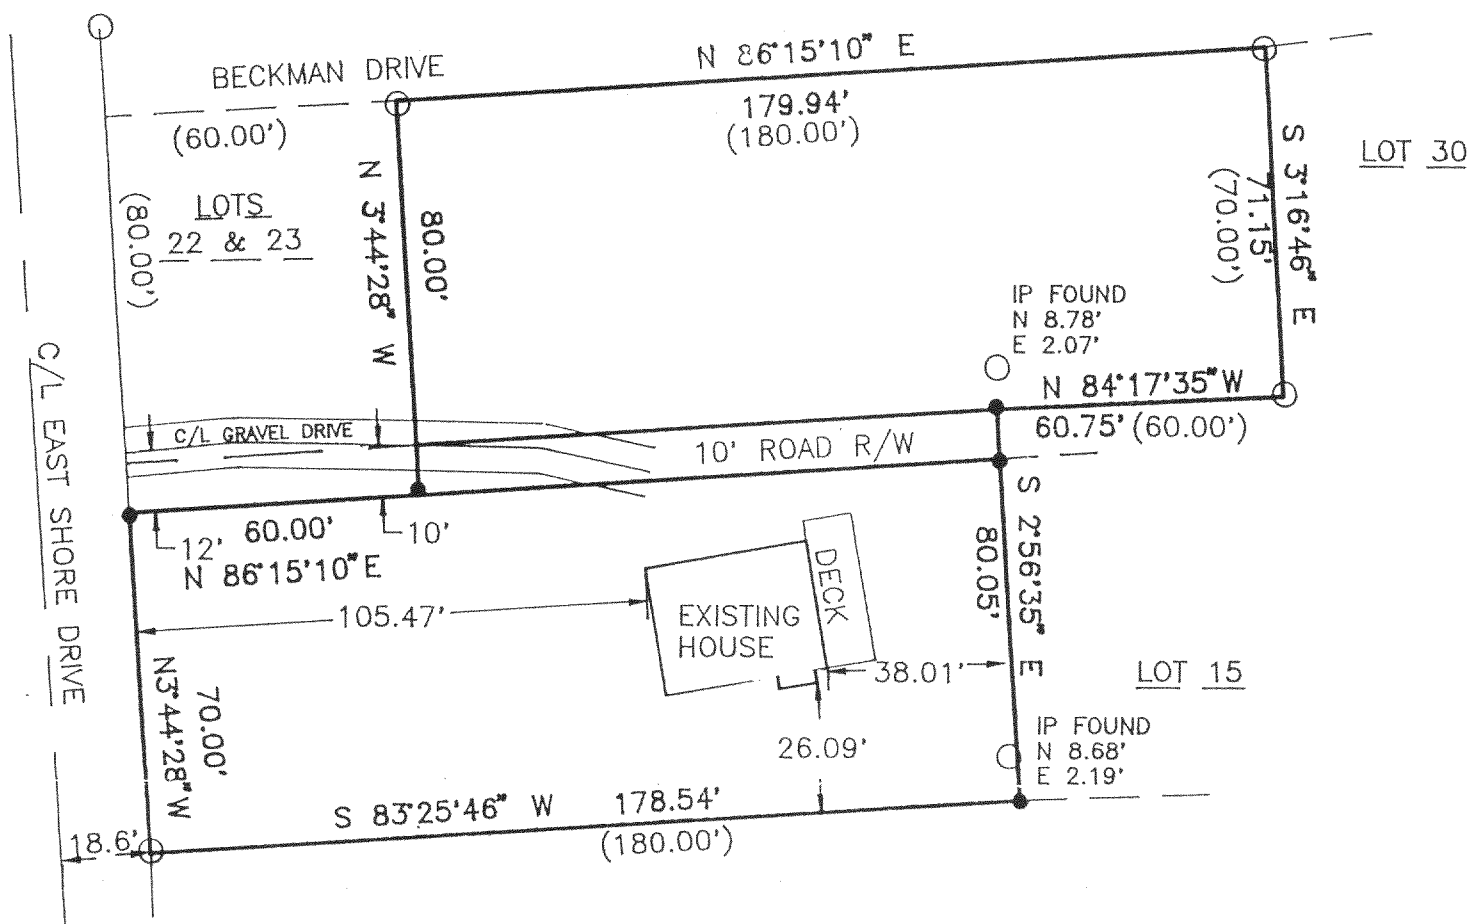 BECKMAN DRIVE
(60.00')
N 86°15'10" E
179.94'
(180.00')
S 3°16'46" E
71.15'
(70.00')
LOT 30
LOTS
22 & 23
(80.00')
N 3°44'28" W
80.00'
IP FOUND
N 8.78'
E 2.07'
N 84°17'35" W
60.75' (60.00')
C/L GRAVEL DRIVE
10' ROAD R/W
C/L EAST SHORE DRIVE
12'
60.00'
10'
N 86°15'10" E
S 2°56'35" E
80.05'
105.47'
EXISTING
HOUSE
DECK
38.01'
LOT 15
26.09'
IP FOUND
N 8.68'
E 2.19'
N3°44'28" W
70.00'
S 83°25'46" W
178.54'
(180.00')
18.6'